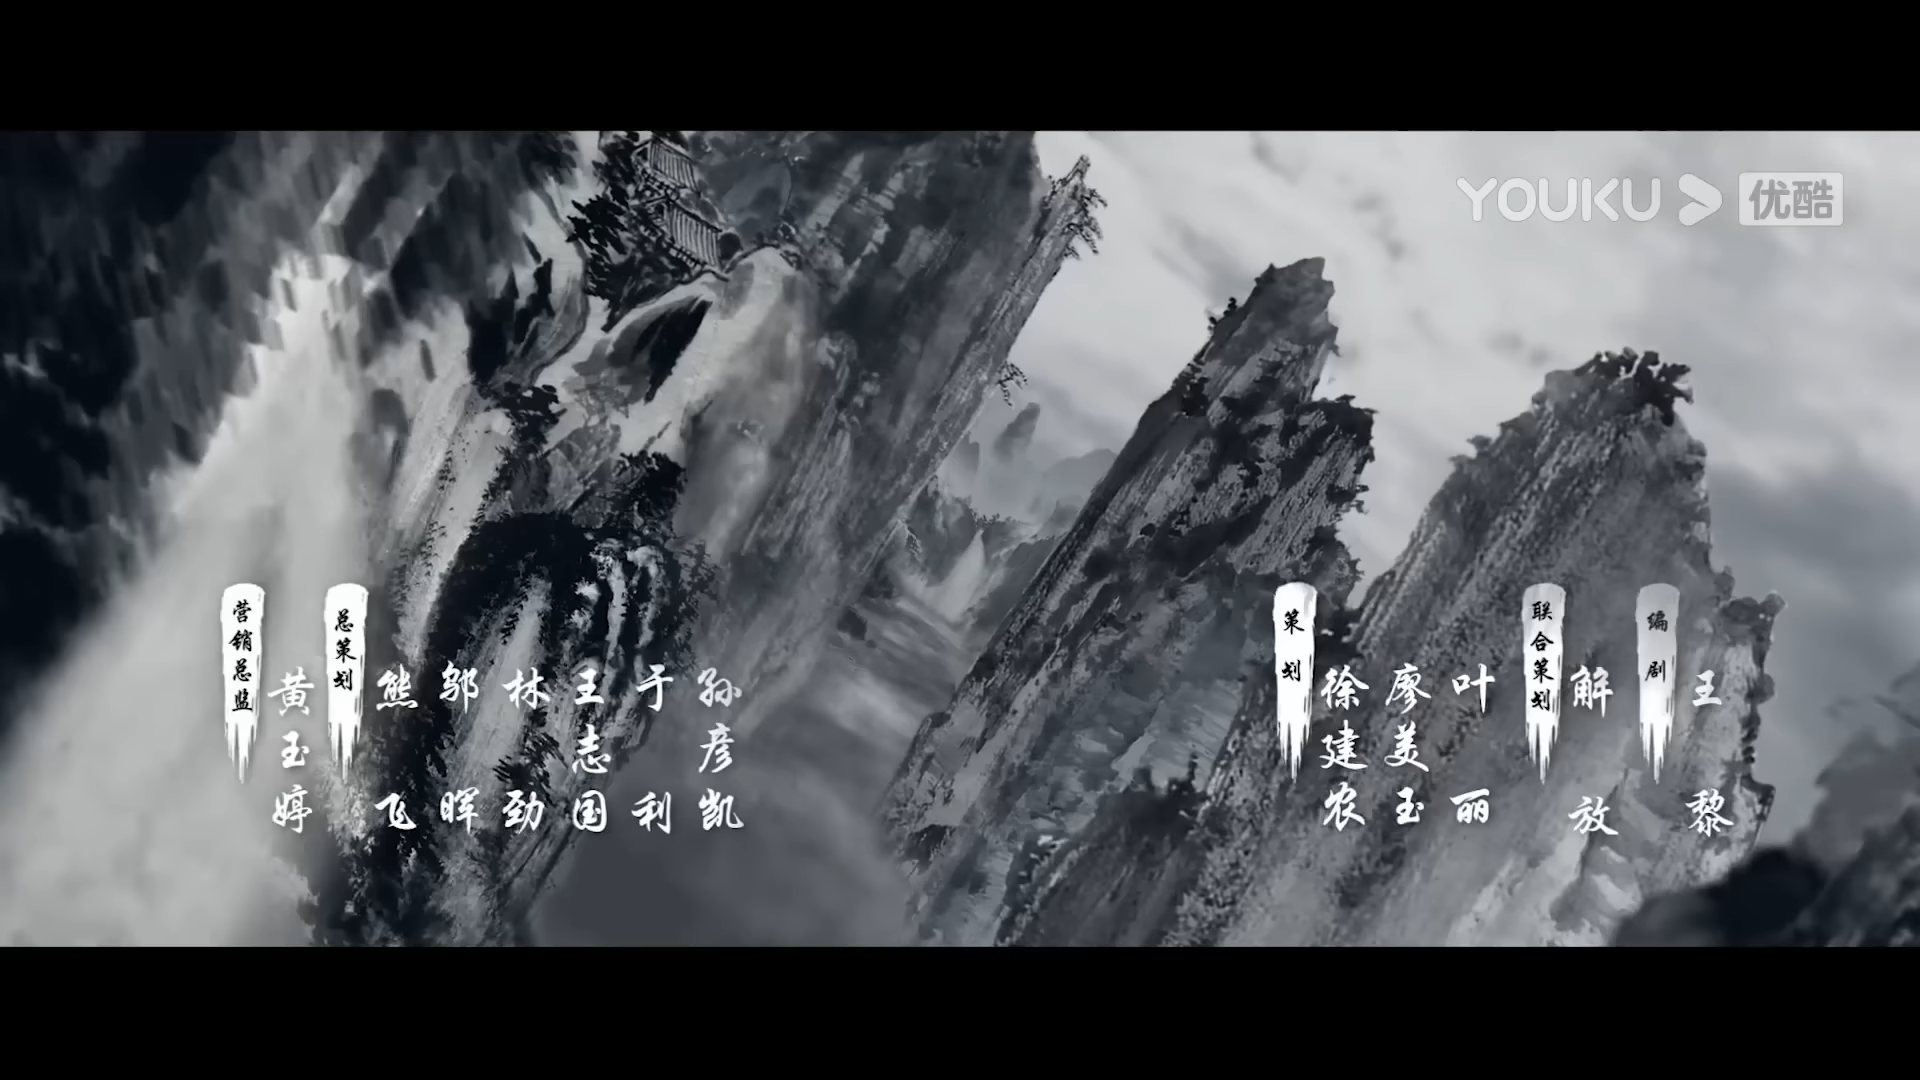 YOUKU 优酷
营销总监
黄玉婷
总策划
熊飞
邬晖
林劲
王志国
于利
孙彦凯
策划
徐建农
廖美玉
叶丽
联合策划
解放
编剧
王黎